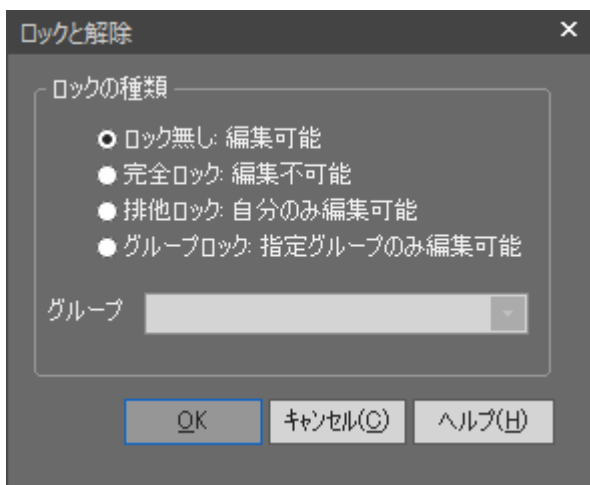 ロックと解除
ロックの種類
ロック無し: 編集可能
完全ロック: 編集不可能
排他ロック: 自分のみ編集可能
グループロック: 指定グループのみ編集可能
グループ
OK ｷｬﾝｾﾙ(C) ヘルプ(H)